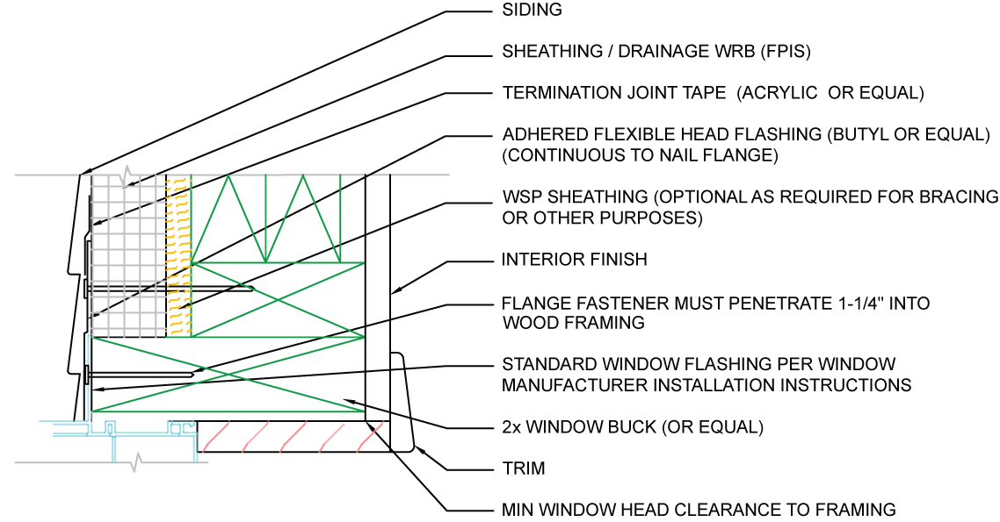 SIDING
SHEATHING / DRAINAGE WRB (FPIS)
TERMINATION JOINT TAPE (ACRYLIC OR EQUAL)
ADHERED FLEXIBLE HEAD FLASHING (BUTYL OR EQUAL)
(CONTINUOUS TO NAIL FLANGE)
WSP SHEATHING (OPTIONAL AS REQUIRED FOR BRACING
OR OTHER PURPOSES)
INTERIOR FINISH
FLANGE FASTENER MUST PENETRATE 1-1/4" INTO
WOOD FRAMING
STANDARD WINDOW FLASHING PER WINDOW
MANUFACTURER INSTALLATION INSTRUCTIONS
2x WINDOW BUCK (OR EQUAL)
TRIM
MIN WINDOW HEAD CLEARANCE TO FRAMING